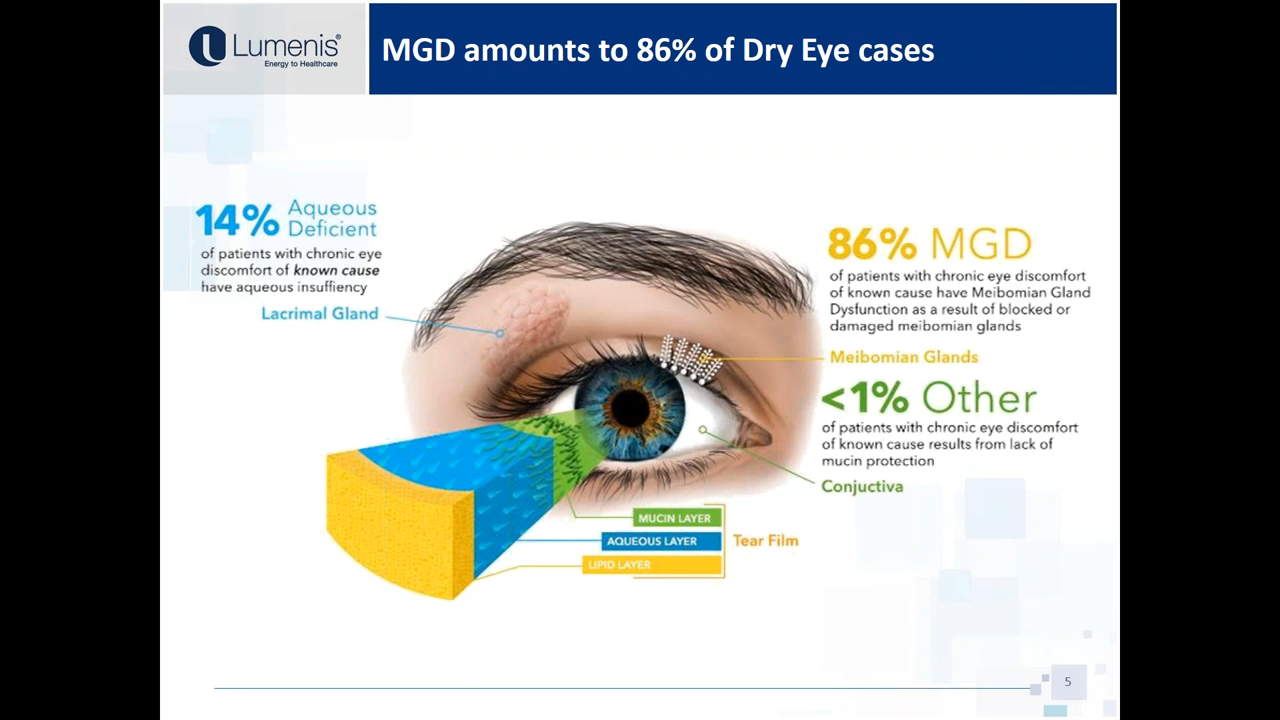 Lumenis®
Energy to Healthcare
MGD amounts to 86% of Dry Eye cases
14% Aqueous
Deficient
of patients with chronic eye
discomfort of known cause
have aqueous insuffiency
Lacrimal Gland
86% MGD
of patients with chronic eye discomfort
of known cause have Meibomian Gland
Dysfunction as a result of blocked or
damaged meibomian glands
Meibomian Glands
<1% Other
of patients with chronic eye discomfort
of known cause results from lack of
mucin protection
Conjuctiva
MUCIN LAYER
AQUEOUS LAYER
LIPID LAYER
Tear Film
5